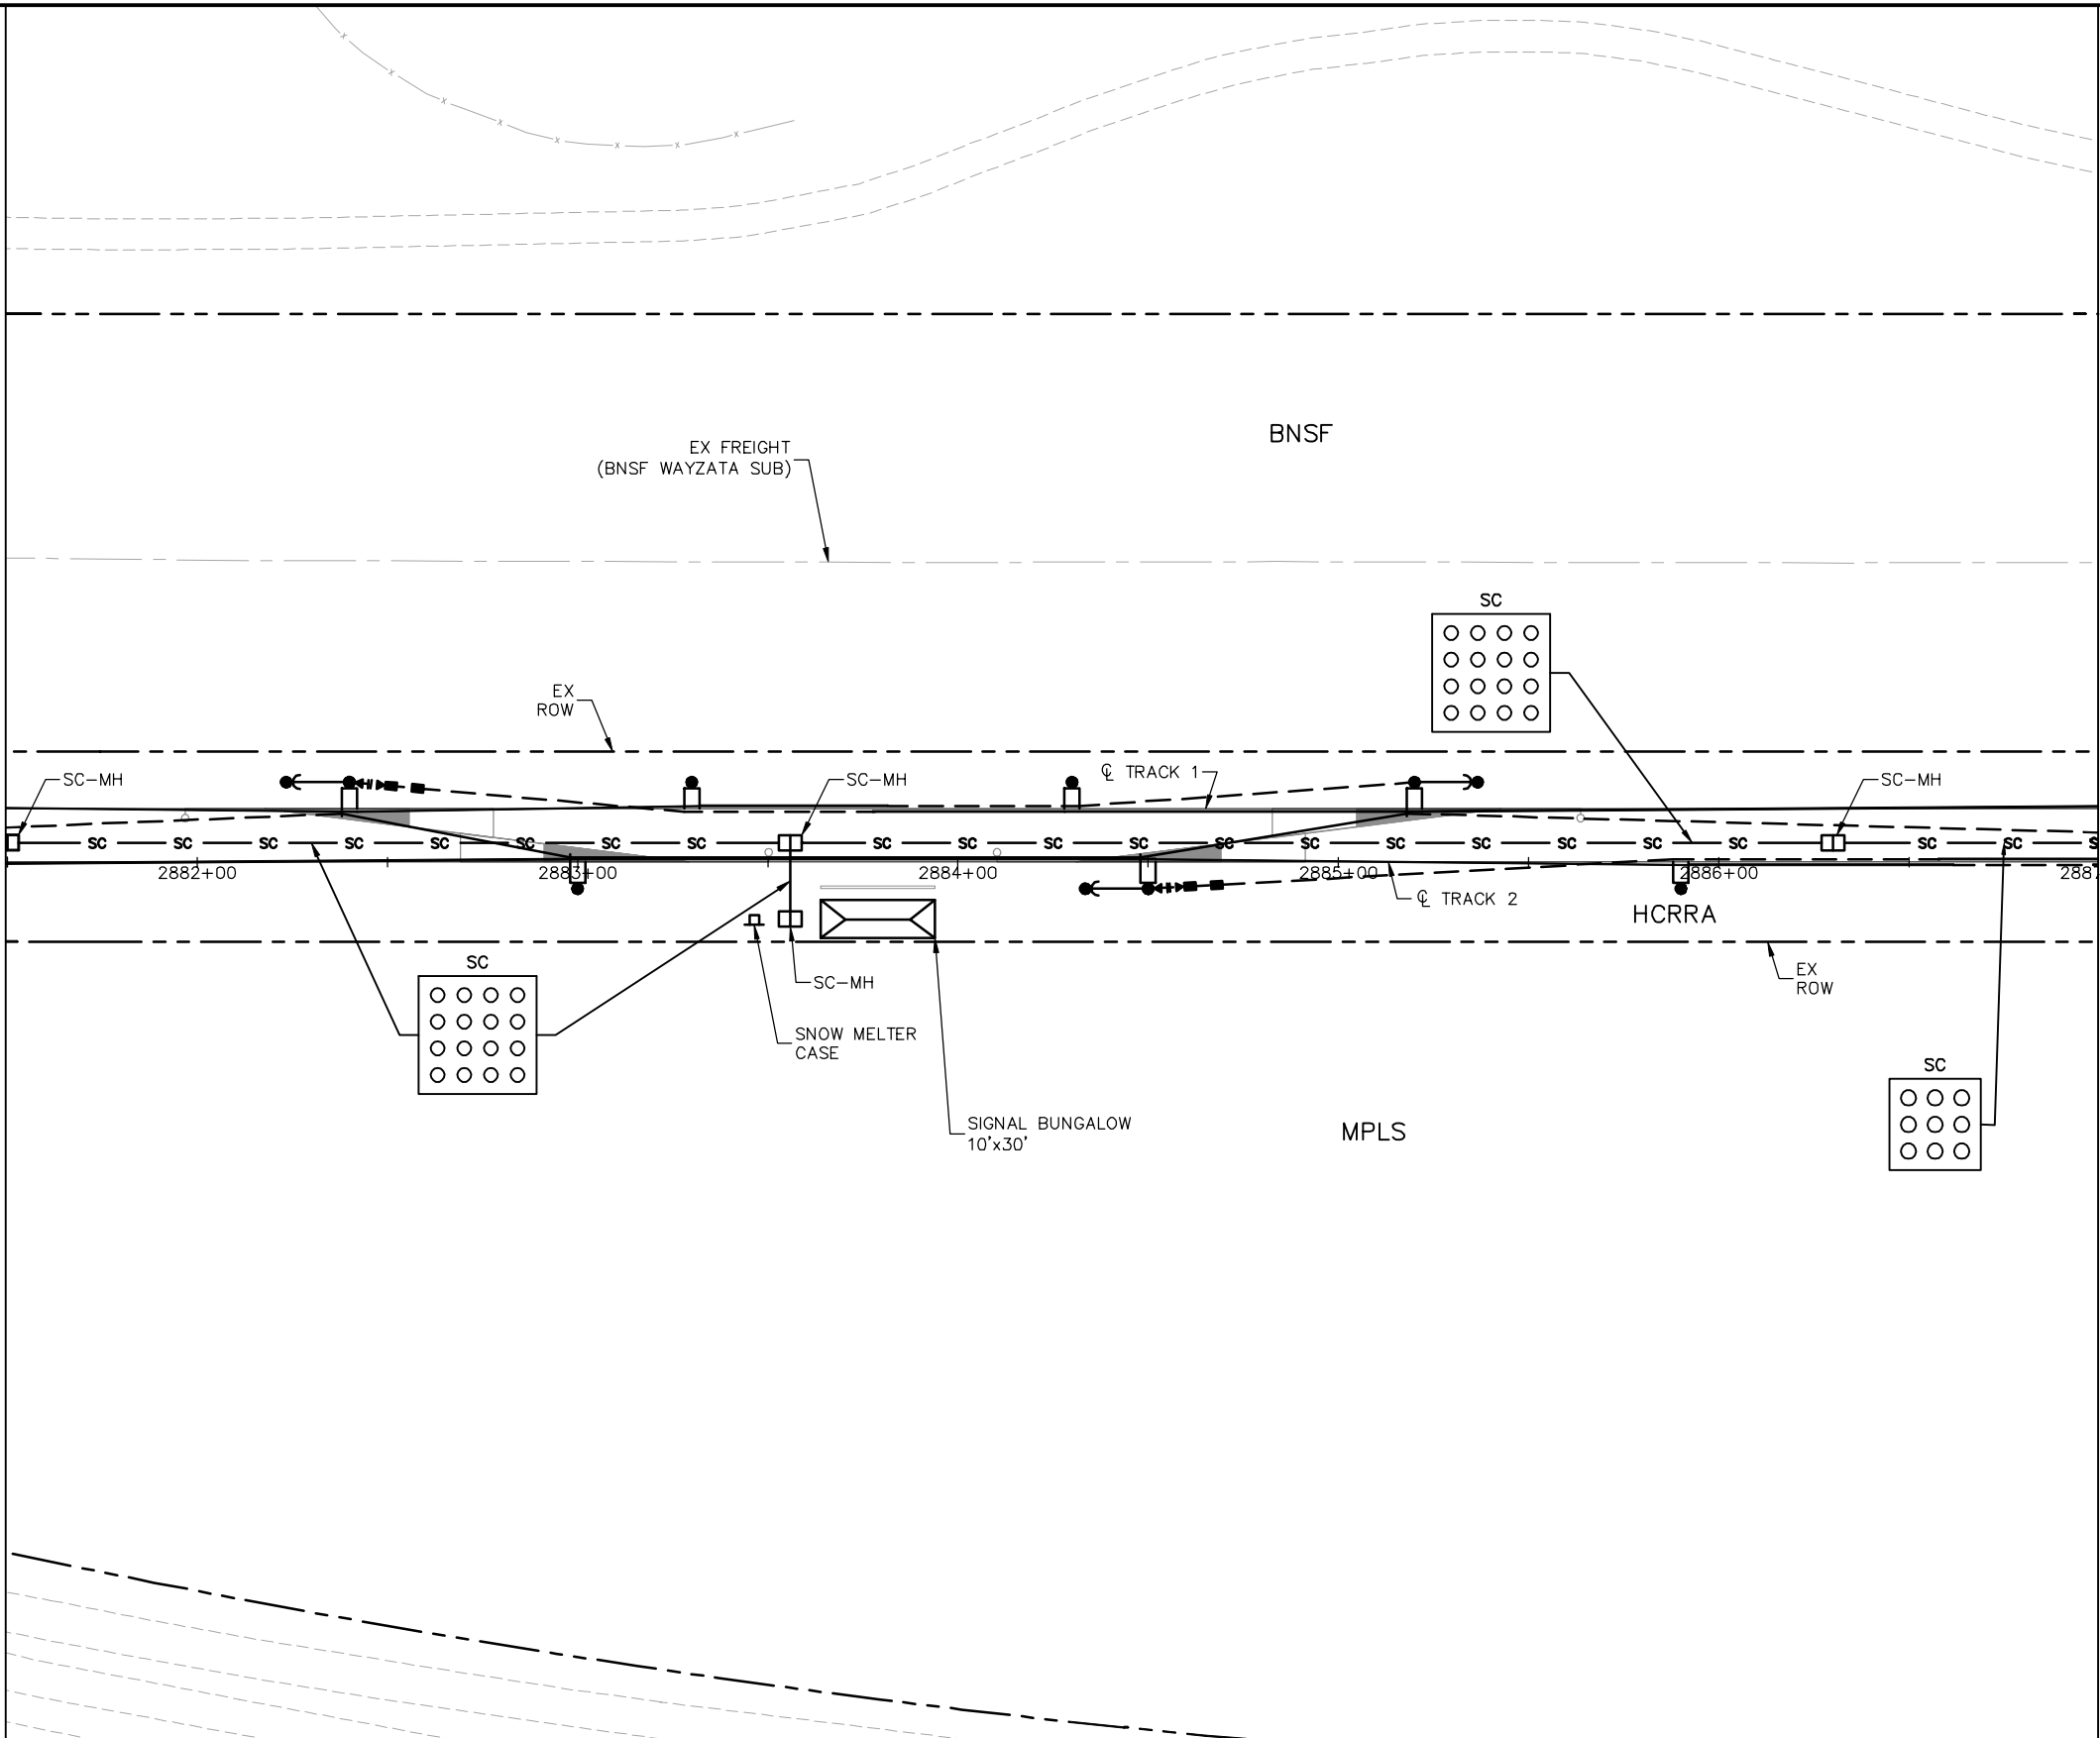 BNSF
EX FREIGHT
(BNSF WAYZATA SUB)
SC
EX
ROW
SC-MH
SC-MH
℄ TRACK 1
SC-MH
SC SC SC SC SC SC SC SC SC SC SC SC SC SC SC SC SC SC SC SC SC S
2882+00
2883+00
2884+00
2885+00
2886+00
2887
℄ TRACK 2
HCRRA
SC
SC-MH
EX
ROW
SNOW MELTER
CASE
SC
SIGNAL BUNGALOW
10'x30'
MPLS